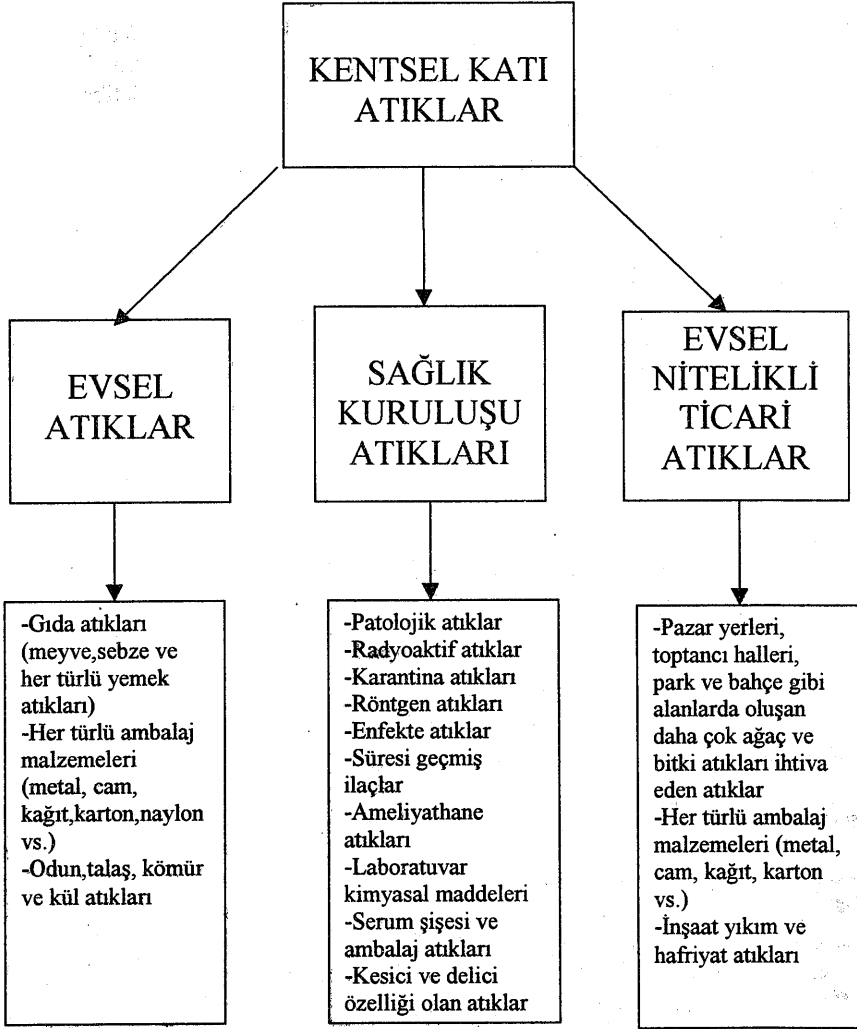 KENTSEL KATI
ATIKLAR
EVSEL
ATIKLAR
SAĞLIK
KURULUŞU
ATIKLARI
EVSEL
NİTELİKLİ
TİCARİ
ATIKLAR
-Gıda atıkları
(meyve,sebze ve
her türlü yemek
atıkları)
-Her türlü ambalaj
malzemeleri
(metal, cam,
kağıt,karton,naylon
vs.)
-Odun,talaş, kömür
ve kül atıkları
-Patolojik atıklar
-Radyoaktif atıklar
-Karantina atıkları
-Röntgen atıkları
-Enfekte atıklar
-Süresi geçmiş
ilaçlar
-Ameliyathane
atıkları
-Laboratuvar
kimyasal maddeleri
-Serum şişesi ve
ambalaj atıkları
-Kesici ve delici
özelliği olan atıklar
-Pazar yerleri,
toptancı halleri,
park ve bahçe gibi
alanlarda oluşan
daha çok ağaç ve
bitki atıkları ihtiva
eden atıklar
-Her türlü ambalaj
malzemeleri (metal,
cam, kağıt, karton
vs.)
-İnşaat yıkım ve
hafriyat atıkları